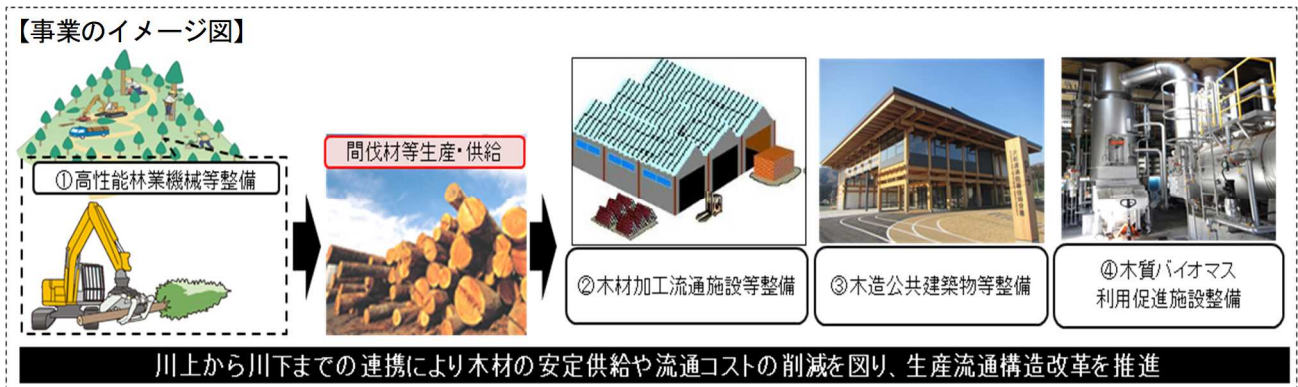 【事業のイメージ図】
①高性能林業機械等整備
間伐材等生産・供給
②木材加工流通施設等整備
③木造公共建築物等整備
④木質バイオマス
利用促進施設整備
川上から川下までの連携により木材の安定供給や流通コストの削減を図り、生産流通構造改革を推進